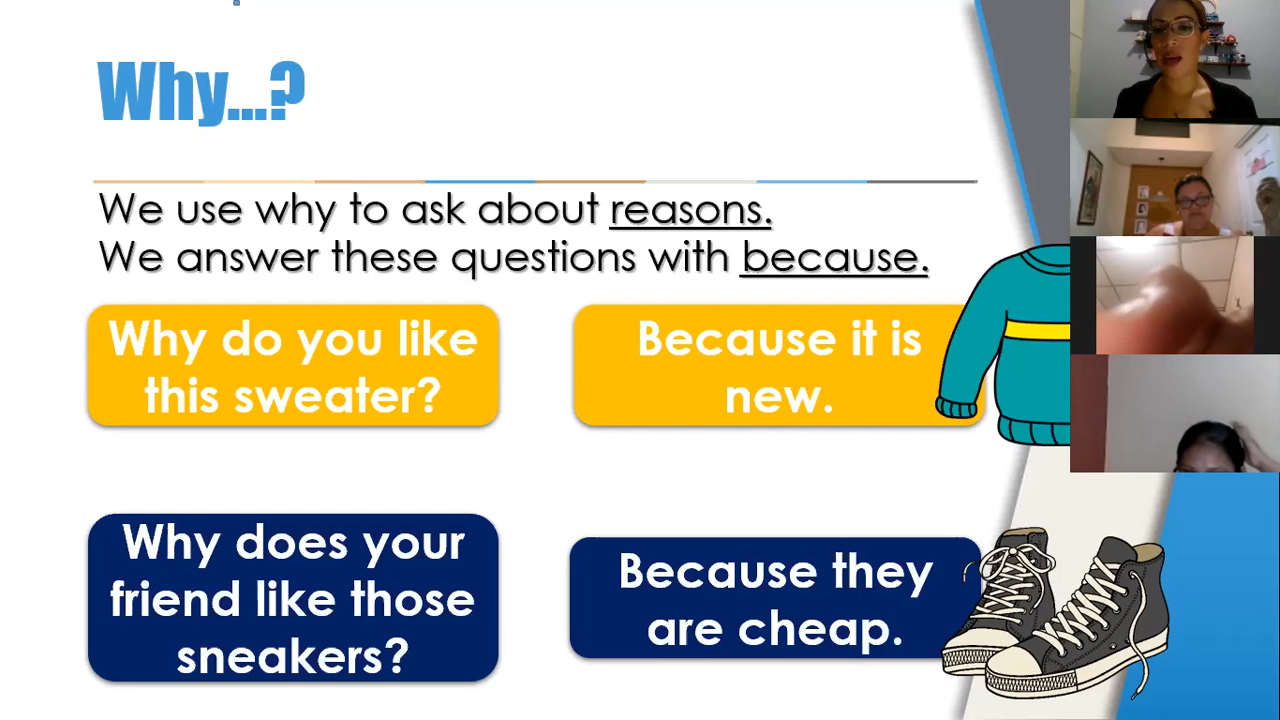 Why...?
We use why to ask about reasons.
We answer these questions with because.
Why do you like
this sweater?
Because it is
new.
Why does your
friend like those
sneakers?
Because they
are cheap.